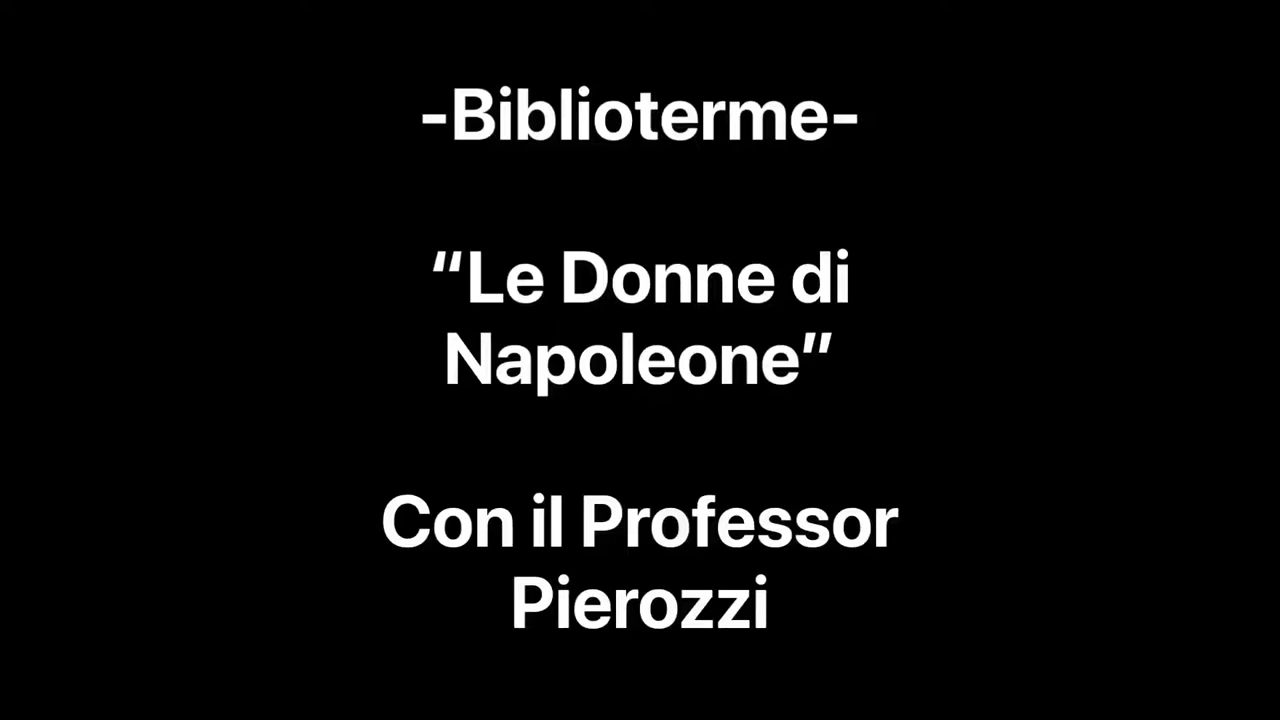 -Biblioterme-
“Le Donne di
Napoleone”
Con il Professor
Pierozzi